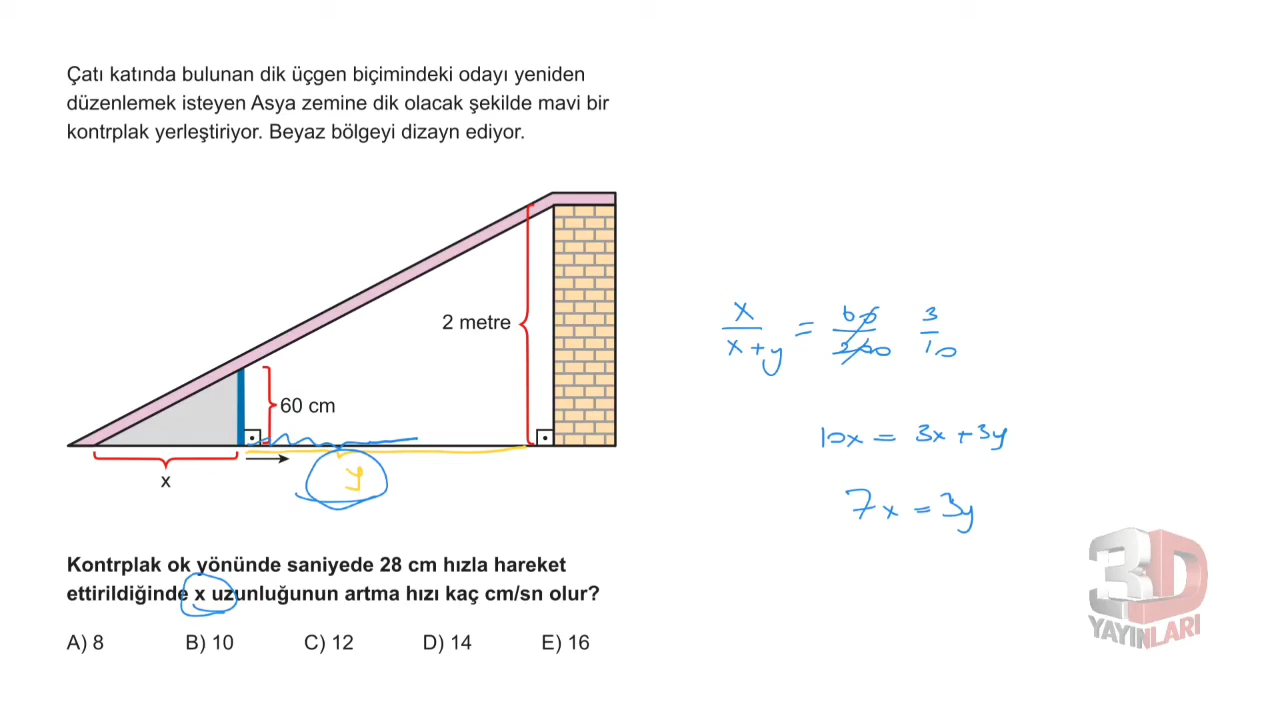 Çatı katında bulunan dik üçgen biçimindeki odayı yeniden
düzenlemek isteyen Asya zemine dik olacak şekilde mavi bir
kontrplak yerleştiriyor. Beyaz bölgeyi dizayn ediyor.
2 metre
60 cm
x
y
Kontrplak ok yönünde saniyede 28 cm hızla hareket
ettirildiğinde x uzunluğunun artma hızı kaç cm/sn olur?
A) 8 B) 10 C) 12 D) 14 E) 16
x/(x+y) = 60/200 3/10
10x = 3x+3y
7x = 3y
3D
YAYINLARI